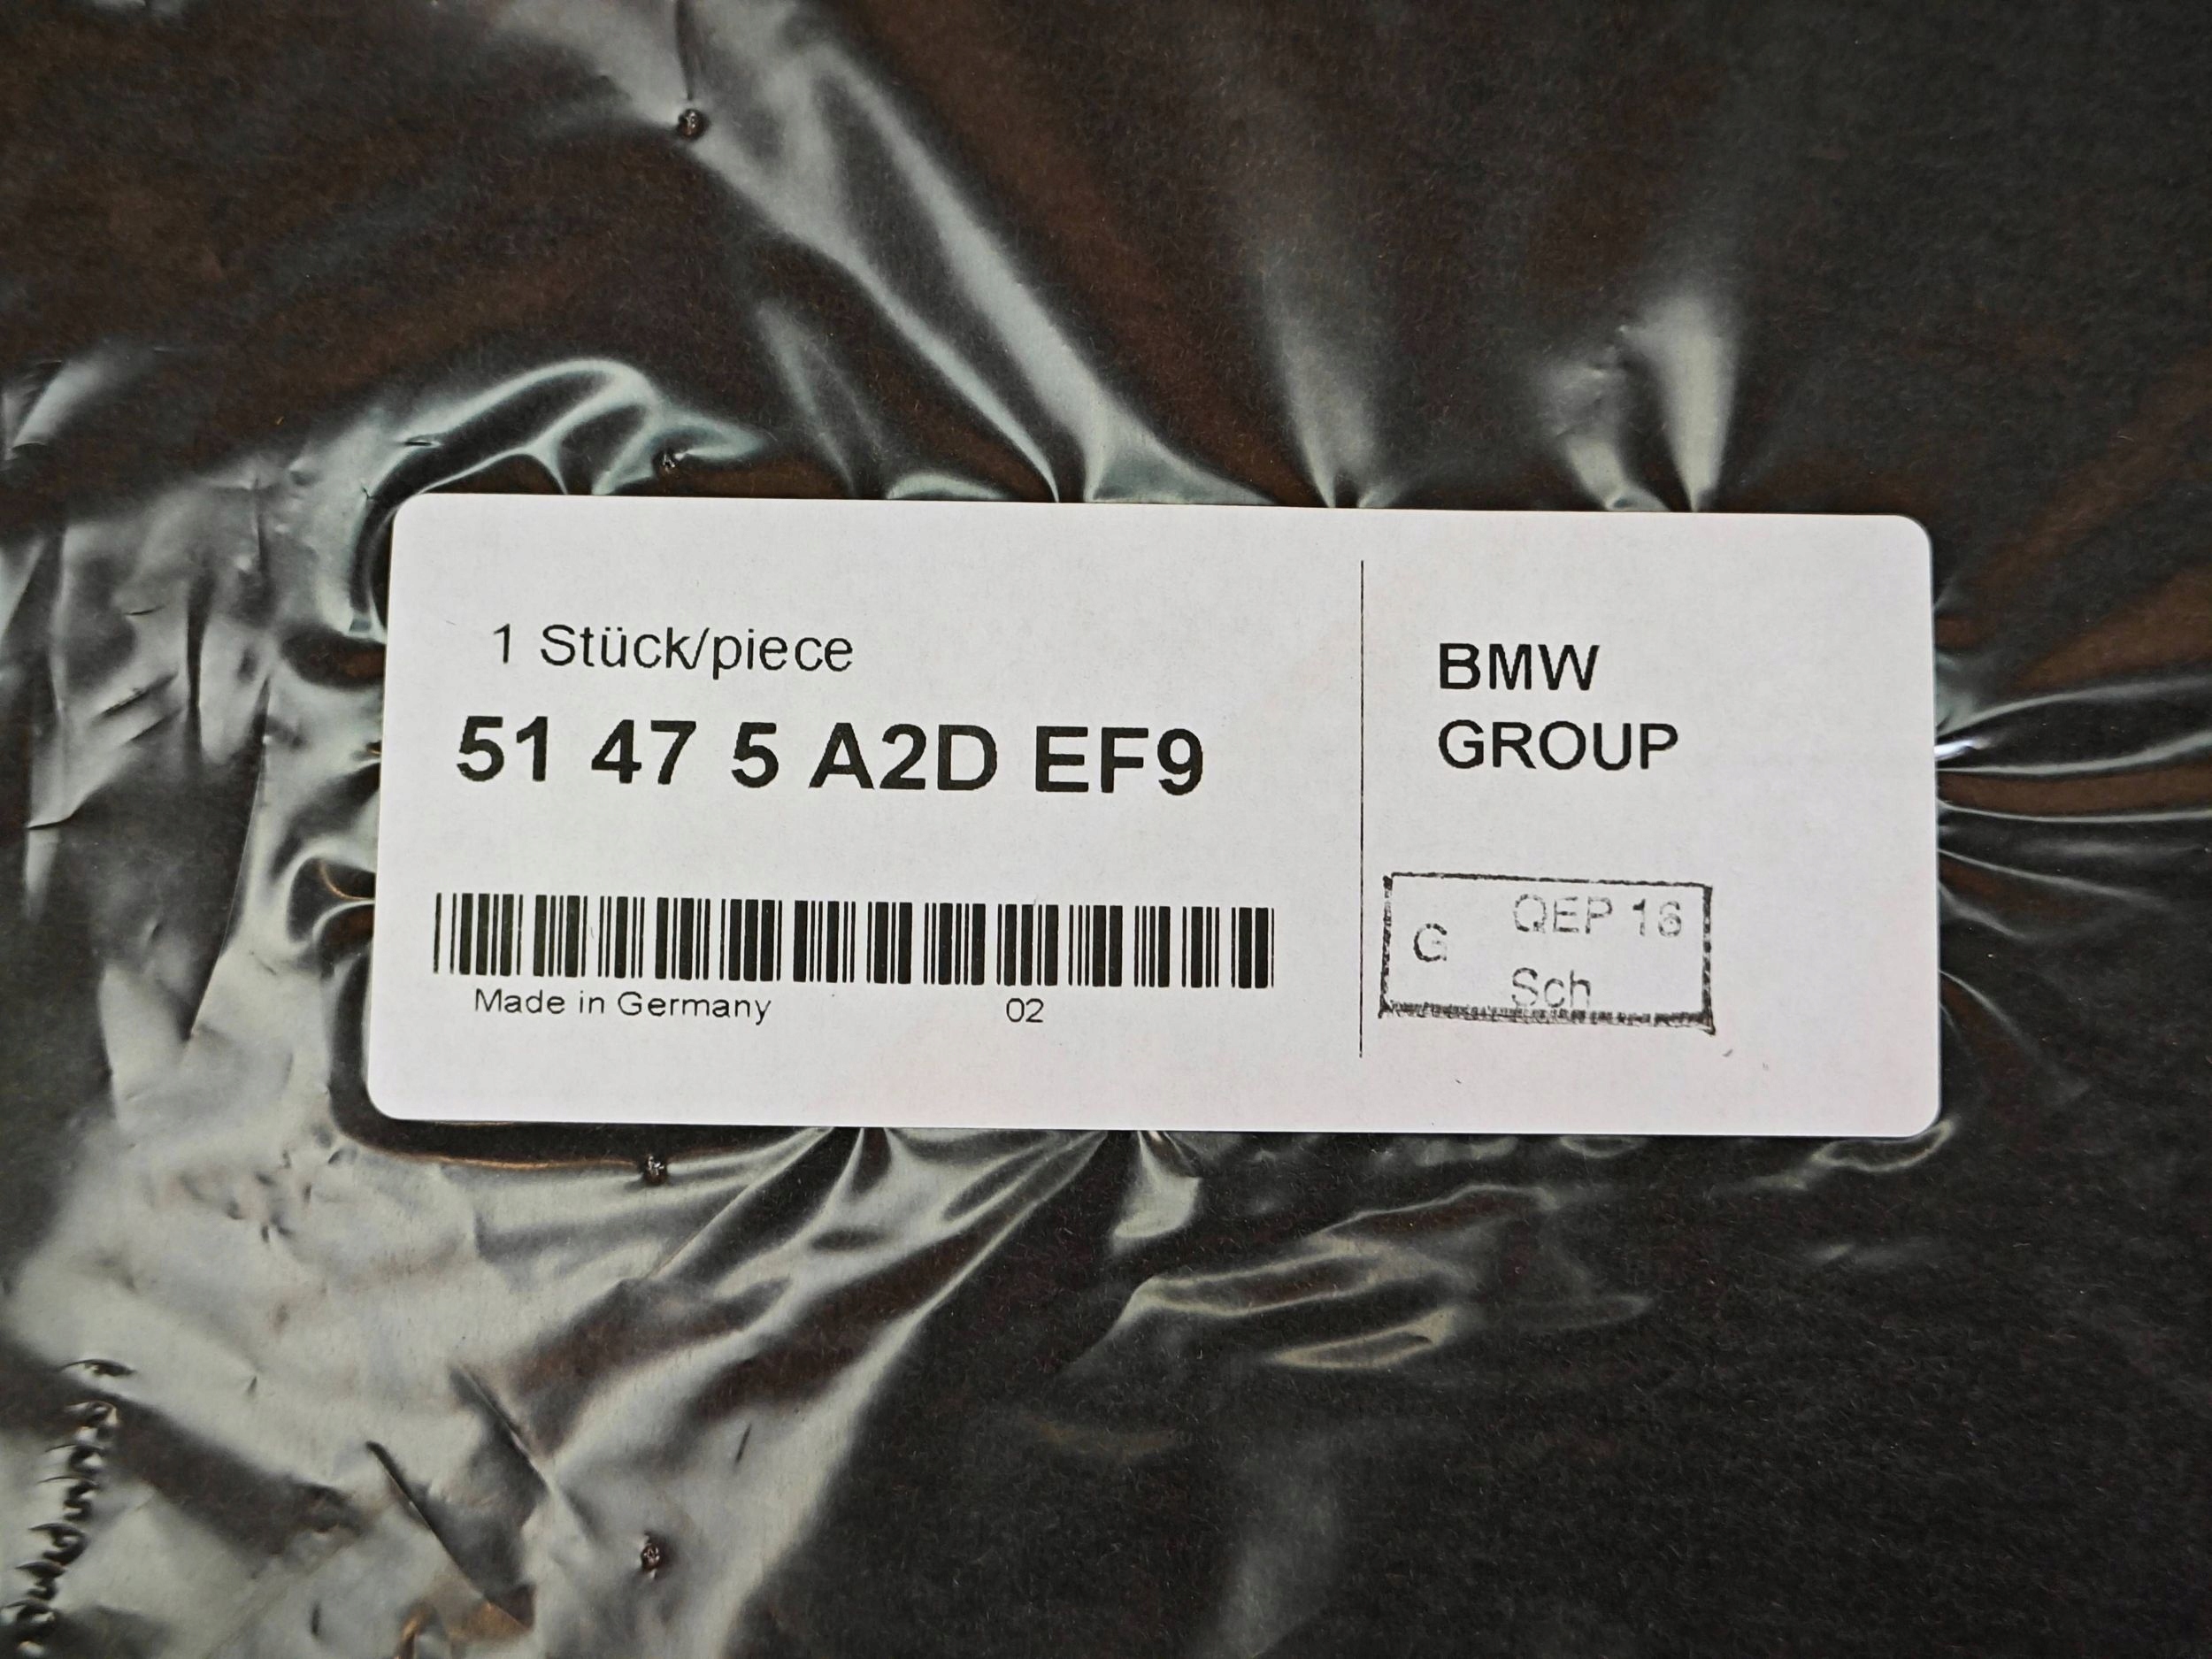 1 Stück/piece
51 47 5 A2D EF9
Made in Germany 02
BMW
GROUP
G QEP 16
Sch